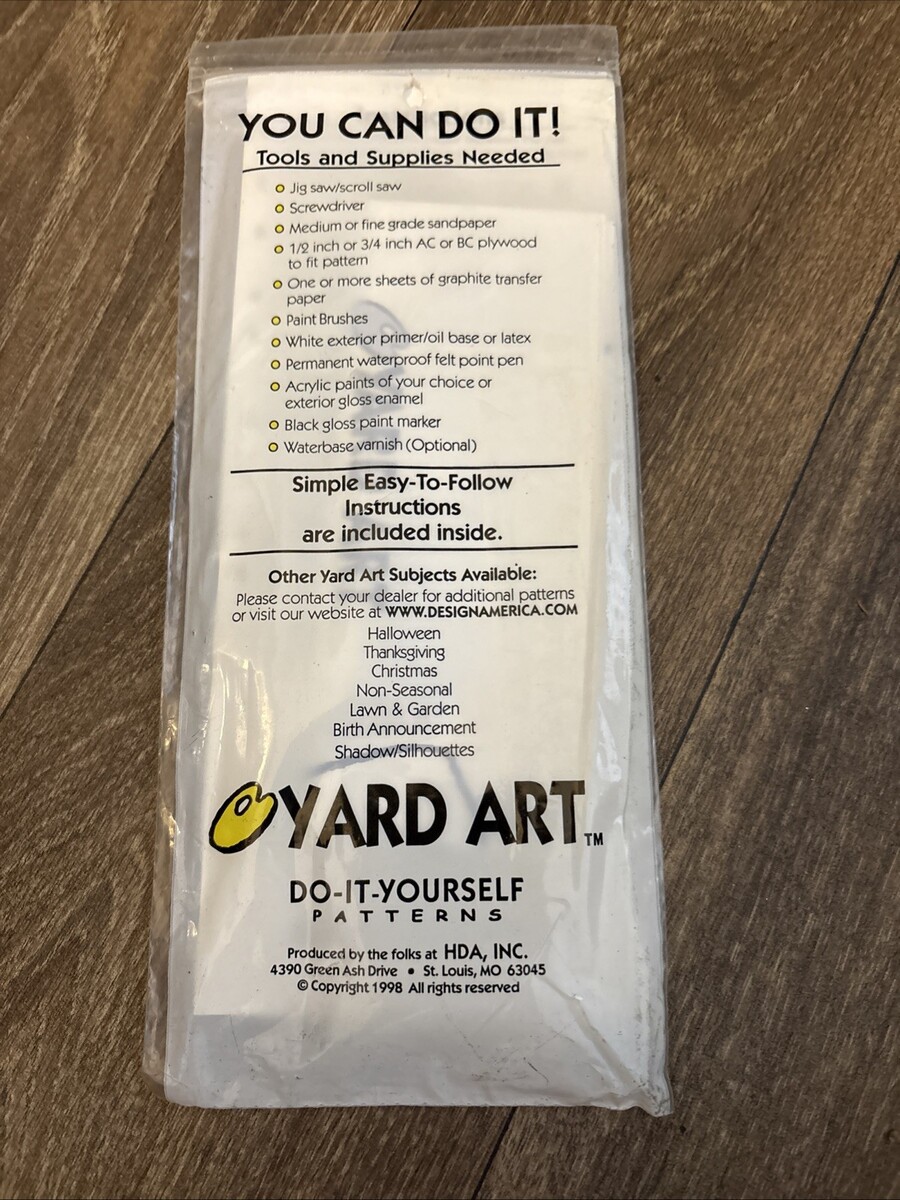 YOU CAN DO IT!
Tools and Supplies Needed
Jig saw/scroll saw
Screwdriver
Medium or fine grade sandpaper
1/2 inch or 3/4 inch AC or BC plywood
to fit pattern
One or more sheets of graphite transfer
paper
Paint Brushes
White exterior primer/oil base or latex
Permanent waterproof felt point pen
Acrylic paints of your choice or
exterior gloss enamel
Black gloss paint marker
Waterbase varnish (Optional)
Simple Easy-To-Follow
Instructions
are included inside.
Other Yard Art Subjects Available:
Please contact your dealer for additional patterns
or visit our website at WWW.DESIGNAMERICA.COM
Halloween
Thanksgiving
Christmas
Non-Seasonal
Lawn & Garden
Birth Announcement
Shadow/Silhouettes
YARD ART™
DO-IT-YOURSELF
PATTERNS
Produced by the folks at HDA, INC.
4390 Green Ash Drive • St. Louis, MO 63045
© Copyright 1998 All rights reserved